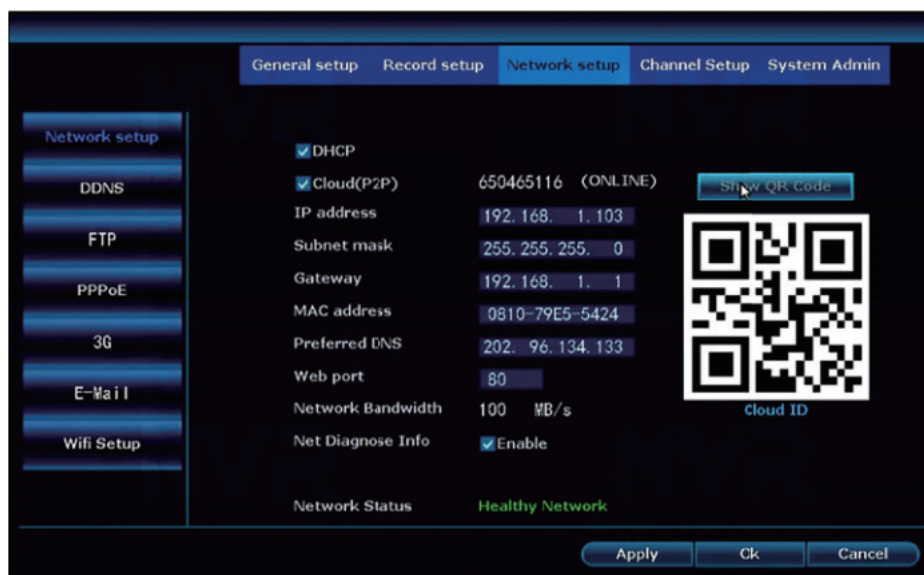 General setup Record setup Network setup Channel Setup System Admin
Network setup
DDNS
FTP
PPPoE
3G
E-Mail
Wifi Setup
DHCP
Cloud(P2P) 650465116 (ONLINE) Show QR Code
IP address 192. 168. 1. 103
Subnet mask 255. 255. 255. 0
Gateway 192. 168. 1. 1
MAC address 0810-79E5-5424
Preferred DNS 202. 96. 134. 133
Web port 80
Network Bandwidth 100 MB/s
Cloud ID
Net Diagnose Info Enable
Network Status Healthy Network
Apply Ok Cancel